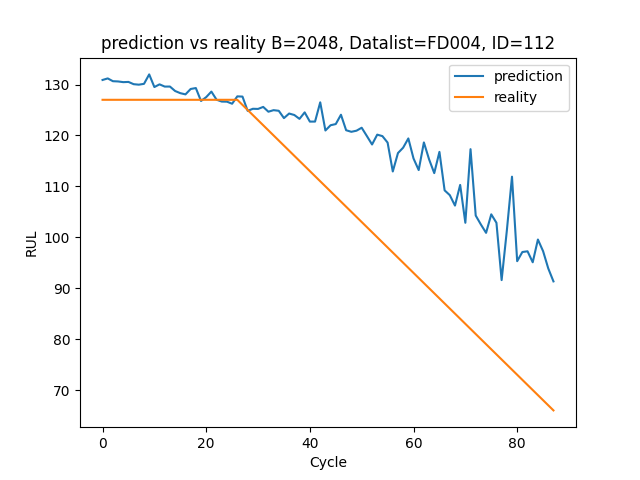 prediction vs reality B=2048, Datalist=FD004, ID=112
prediction
reality
RUL
130
120
110
100
90
80
70
0 20 40 60 80
Cycle